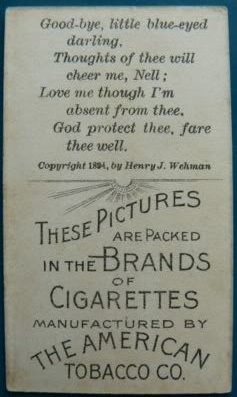 Good-bye, little blue-eyed
darling,
Thoughts of thee will
cheer me, Nell;
Love me though I'm
absent from thee,
God protect thee, fare
thee well.
Copyright 1894, by Henry J. Wehman
THESE PICTURES
ARE PACKED
IN THE BRANDS
OF
CIGARETTES
MANUFACTURED BY
THE AMERICAN
TOBACCO CO.